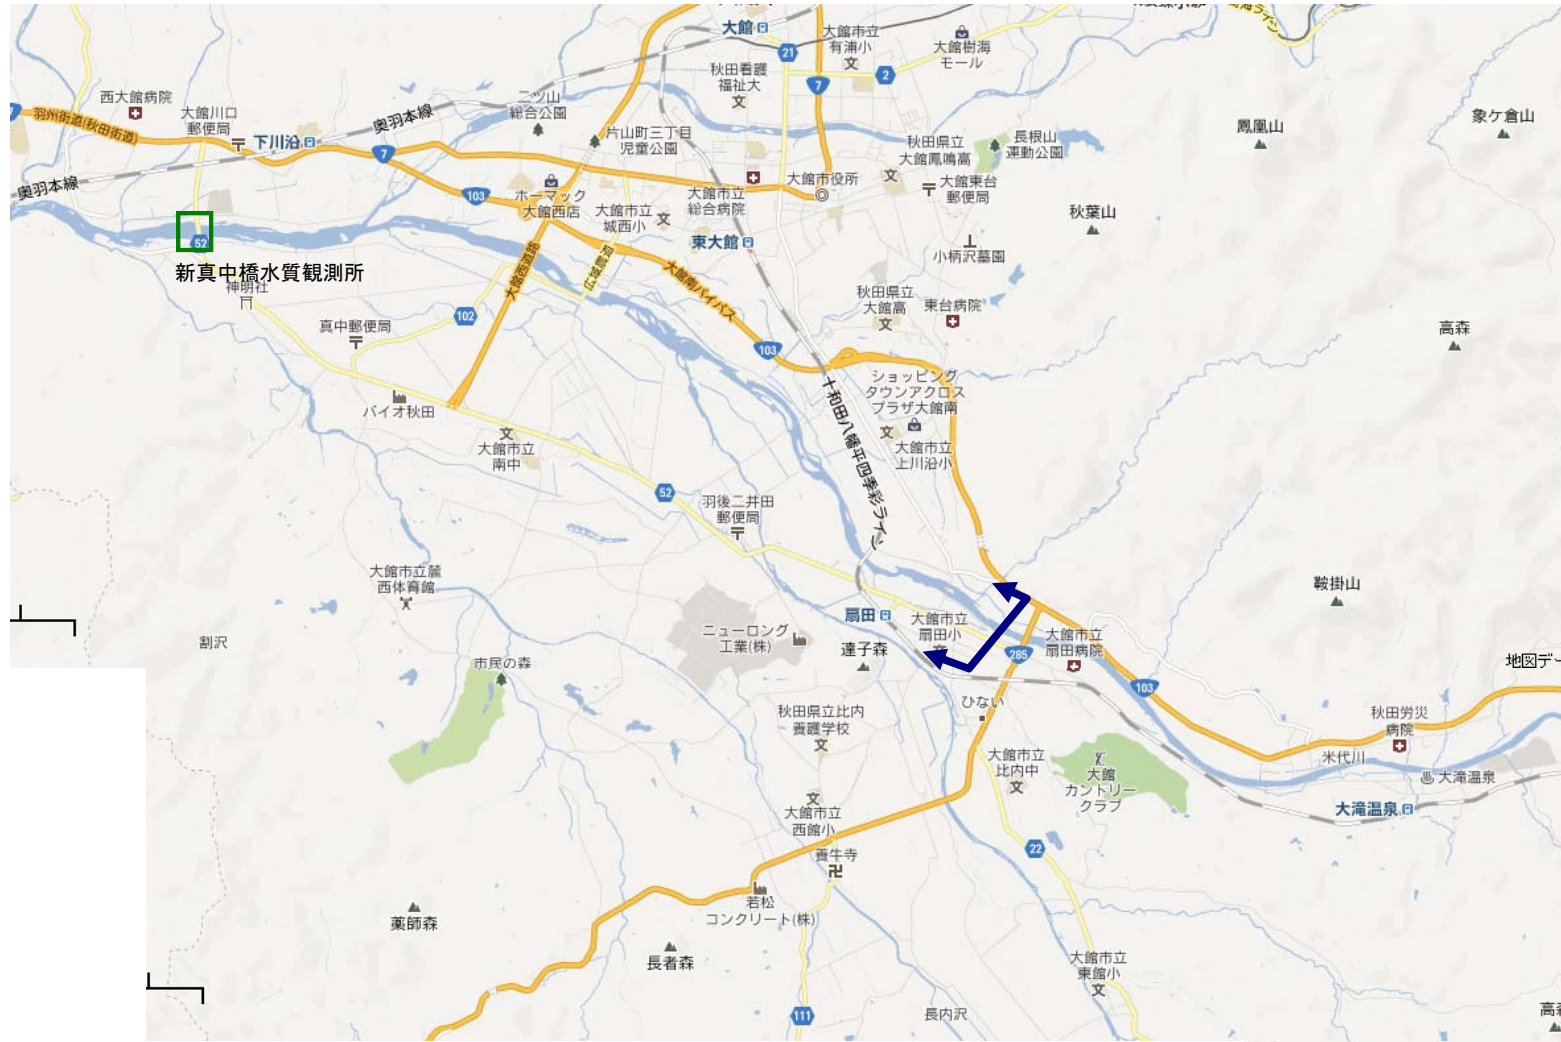 大館
21
大館市立
有浦小
大館樹海
モール
2
7
秋田看護
福祉大
西大館病院
大館川口
郵便局
羽州街道(秋田街道)
下川沿
奥羽本線
二ツ山
総合公園
片山町三丁目
児童公園
7
秋田県立
大館鳳鳴高
長根山
運動公園
鳳凰山
象ケ倉山
奥羽本線
103
ホーマック
大館西店
大館市立
城西小
大館市立
総合病院
大館市役所
大館東台
郵便局
秋葉山
52
新真中橋水質観測所
神明社
東大館
小柄沢墓園
大館西道路
広域農道
大館南バイパス
秋田県立
大館高
東台病院
真中郵便局
102
103
高森
ショッピング
タウンアクロス
プラザ大館南
バイオ秋田
十和田八幡平四季彩ライン
大館市立
南中
大館市立
上川沿小
52
羽後二井田
郵便局
大館市立麓
西体育館
鞍掛山
割沢
ニューロング
工業(株)
扇田
大館市立
扇田小
達子森
285
大館市立
扇田病院
市民の森
103
地図デー
ひない
秋田県立比内
養護学校
秋田労災
病院
米代川
大館市立
比内中
大館
カントリー
クラブ
大滝温泉
大滝温泉
大館市立
西館小
22
養牛寺
若松
コンクリート(株)
薬師森
長者森
大館市立
東館小
111
長内沢